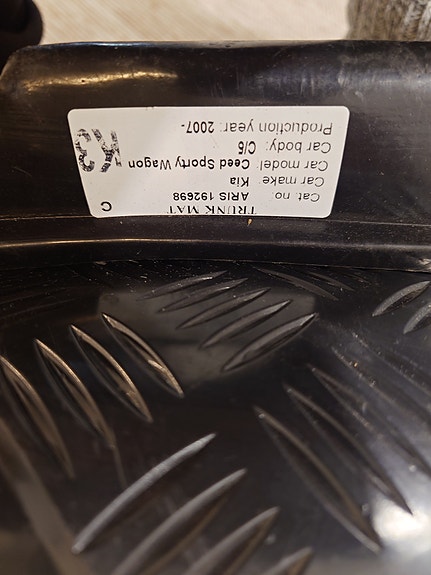 TRUNK MAT
Cat. no. ARIS 192698
Car make: Kia
Car model: Ceed Sporty Wagon
Car body: C/5
Production year: 2007-
C